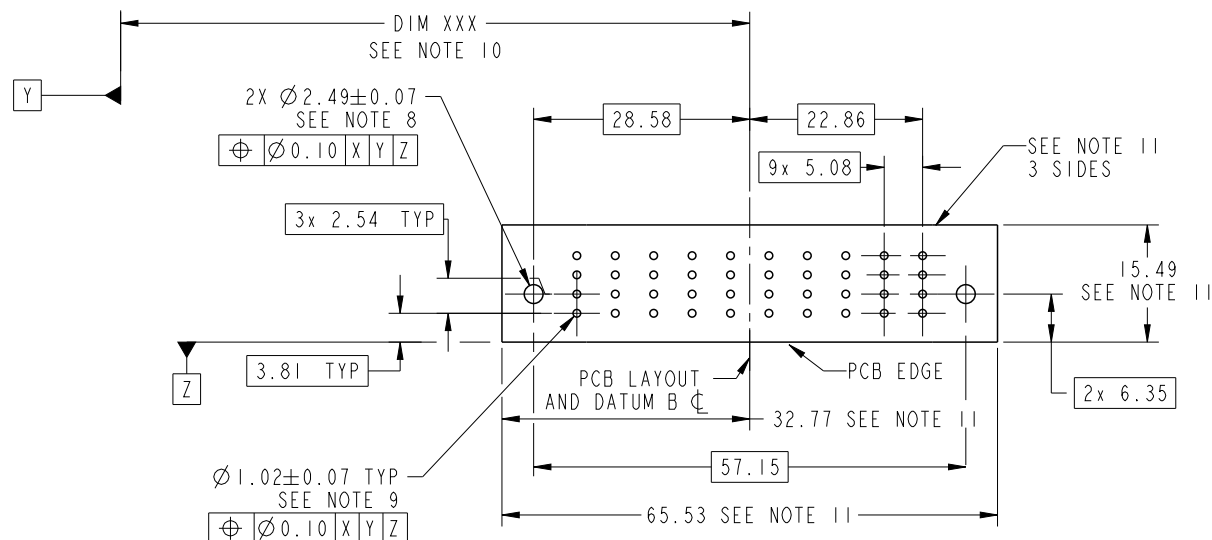 DIM XXX
SEE NOTE 10
Y
2X Ø2.49±0.07
SEE NOTE 8
⌖ Ø0.10 X Y Z
28.58
22.86
9x 5.08
SEE NOTE 11
3 SIDES
3x 2.54 TYP
15.49
SEE NOTE 11
3.81 TYP
Z
PCB LAYOUT
AND DATUM B ℄
PCB EDGE
2x 6.35
32.77 SEE NOTE 11
57.15
Ø1.02±0.07 TYP
SEE NOTE 9
⌖ Ø0.10 X Y Z
65.53 SEE NOTE 11